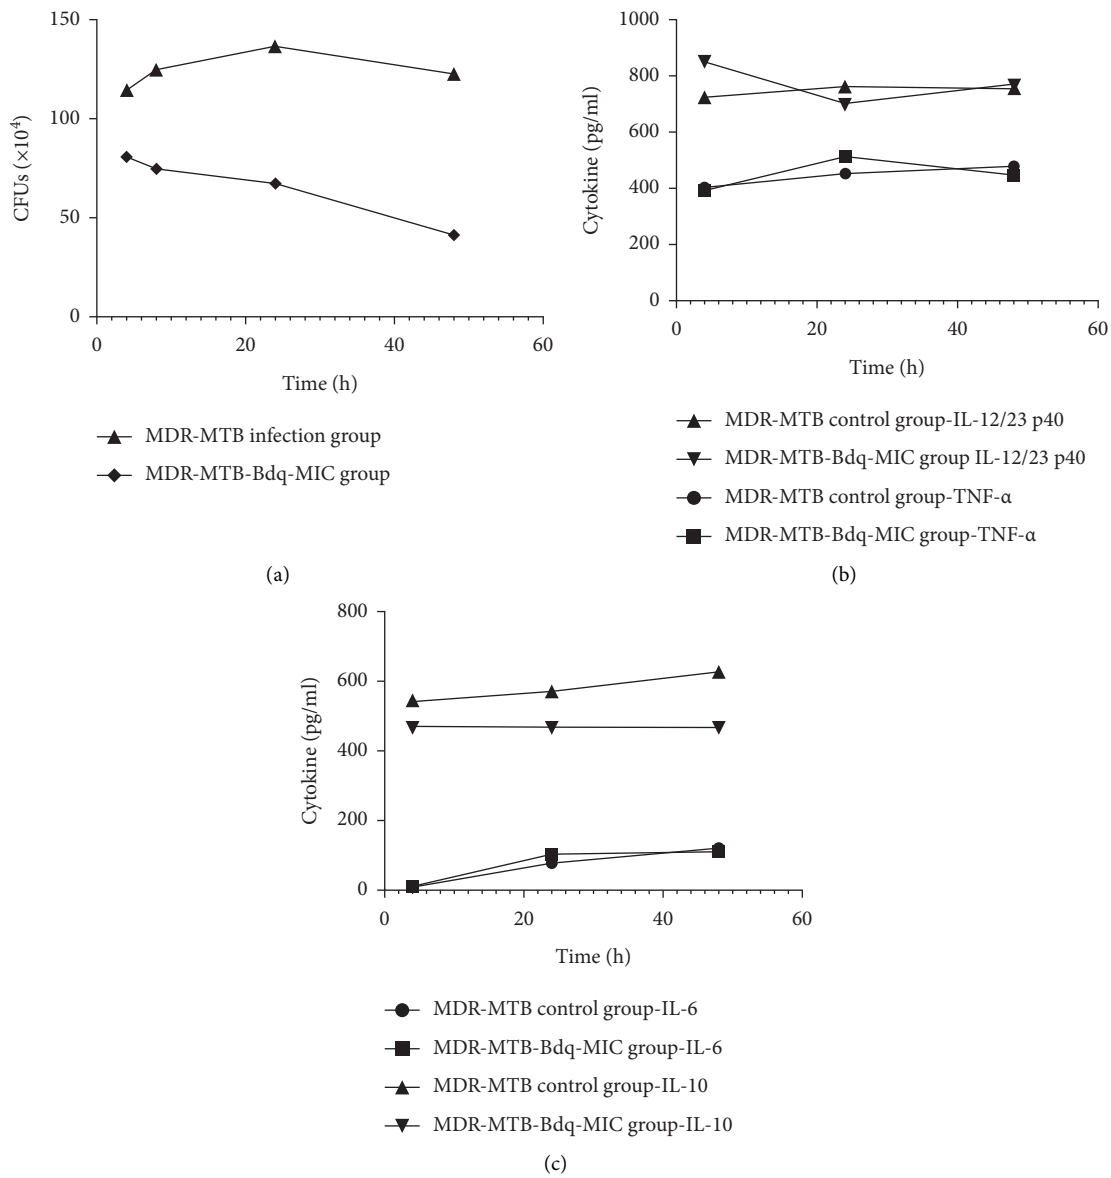 150
100
50
0
CFUs (×10⁴)
0 20 40 60
Time (h)
MDR-MTB infection group
MDR-MTB-Bdq-MIC group
(a)
1000
800
600
400
200
0
Cytokine (pg/ml)
0 20 40 60
Time (h)
MDR-MTB control group-IL-12/23 p40
MDR-MTB-Bdq-MIC group IL-12/23 p40
MDR-MTB control group-TNF-α
MDR-MTB-Bdq-MIC group-TNF-α
(b)
800
600
400
200
0
Cytokine (pg/ml)
0 20 40 60
Time (h)
MDR-MTB control group-IL-6
MDR-MTB-Bdq-MIC group-IL-6
MDR-MTB control group-IL-10
MDR-MTB-Bdq-MIC group-IL-10
(c)